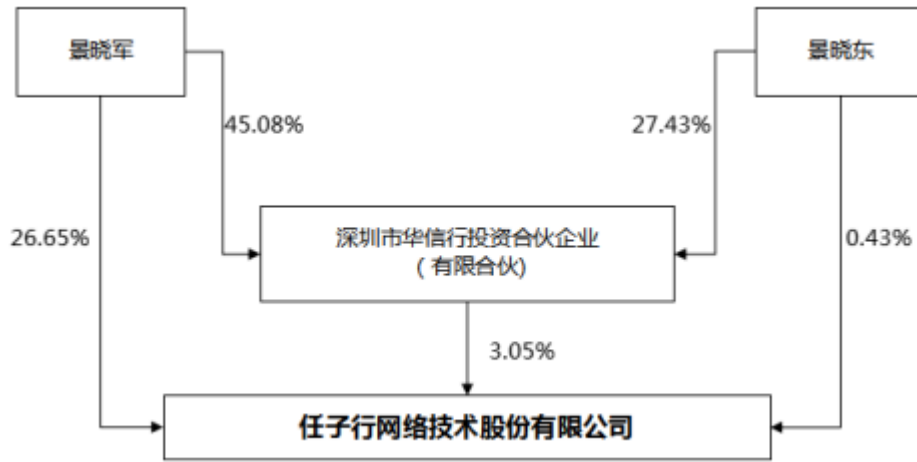 景晓军
景晓东
45.08%
27.43%
26.65%
深圳市华信行投资合伙企业
（有限合伙)
0.43%
3.05%
任子行网络技术股份有限公司